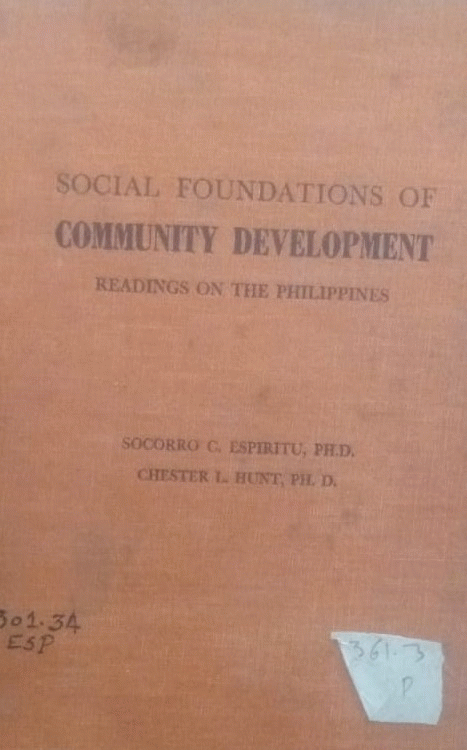 SOCIAL FOUNDATIONS OF
COMMUNITY DEVELOPMENT
READINGS ON THE PHILIPPINES
SOCORRO C. ESPIRITU, PH.D.
CHESTER L. HUNT, PH. D.
301.34
ESP
361.3
P